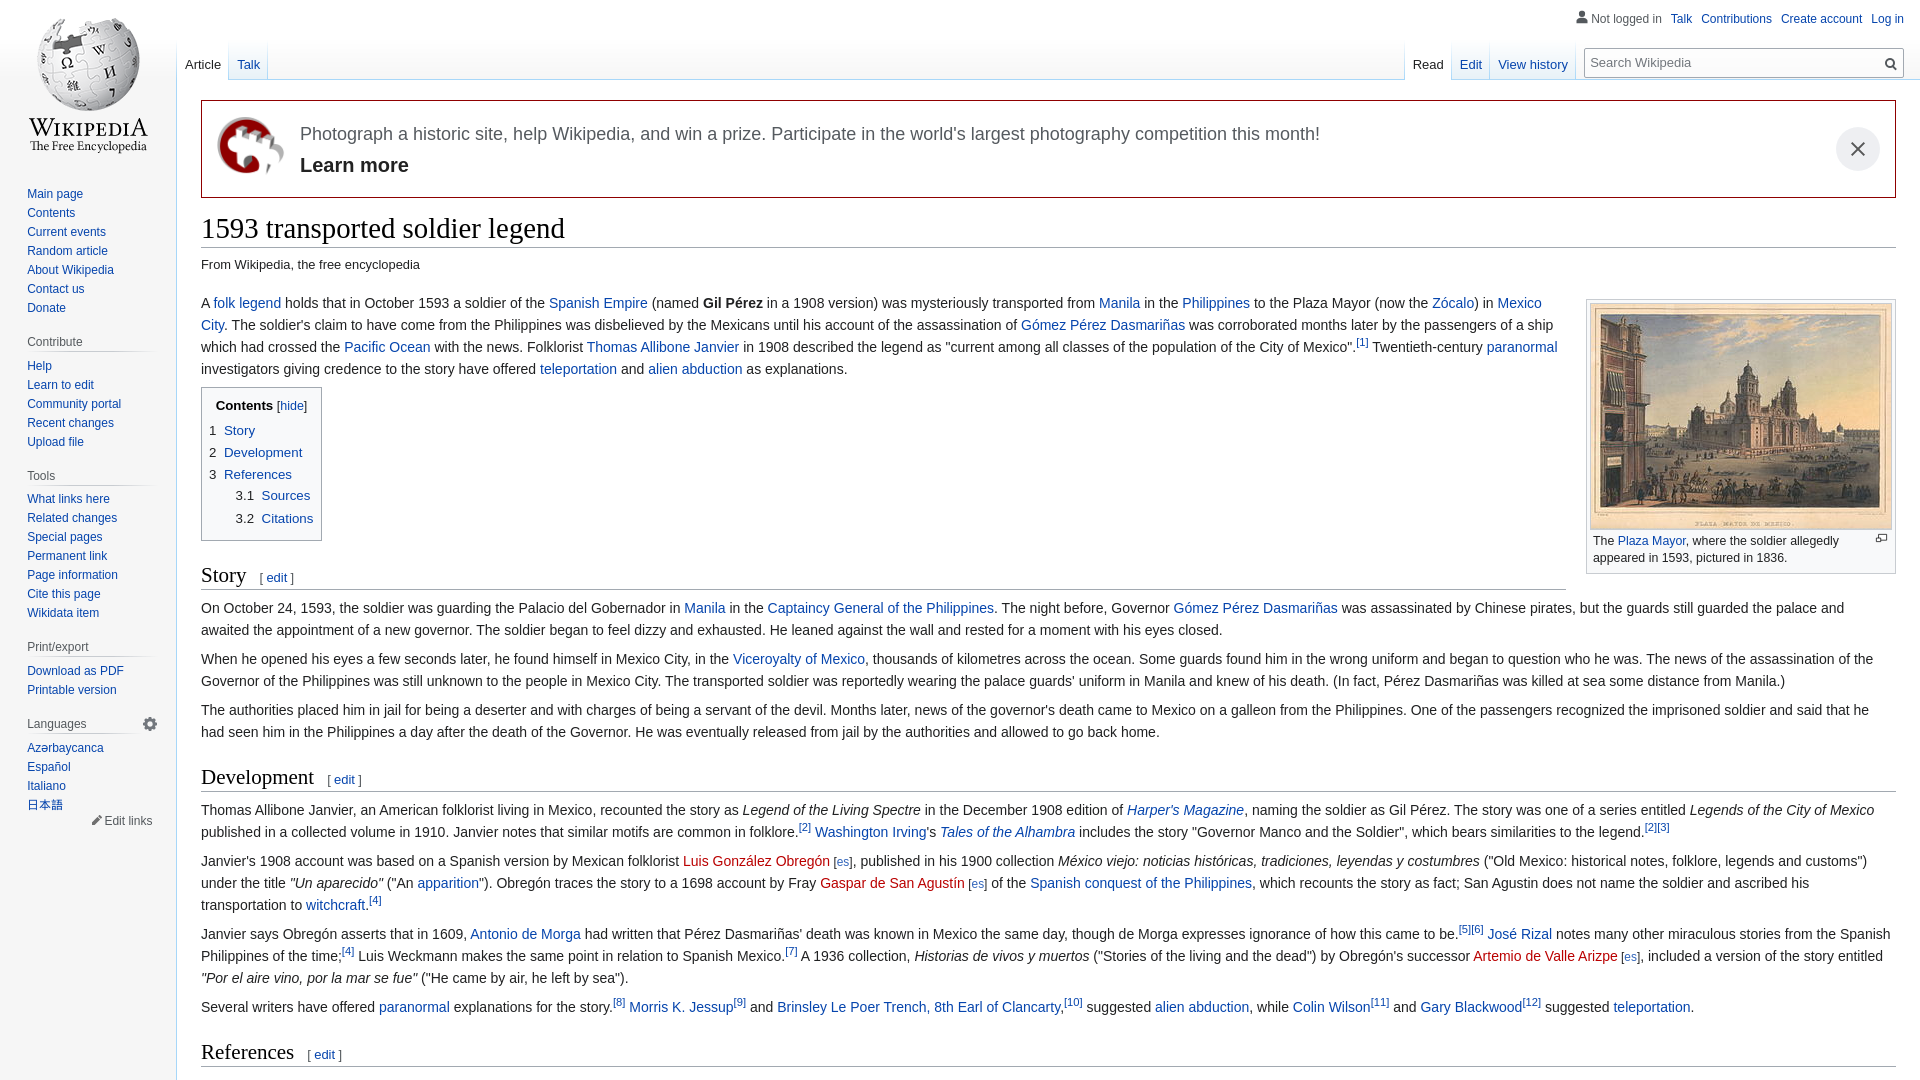 Not logged in Talk Contributions Create account Log in
Article Talk
Read Edit View history Search Wikipedia
WIKIPEDIA
The Free Encyclopedia
Main page
Contents
Current events
Random article
About Wikipedia
Contact us
Donate
Contribute
Help
Learn to edit
Community portal
Recent changes
Upload file
Tools
What links here
Related changes
Special pages
Permanent link
Page information
Cite this page
Wikidata item
Print/export
Download as PDF
Printable version
Languages
Azərbaycanca
Español
Italiano
日本語
Edit links
Photograph a historic site, help Wikipedia, and win a prize. Participate in the world's largest photography competition this month!
Learn more
1593 transported soldier legend
From Wikipedia, the free encyclopedia
A folk legend holds that in October 1593 a soldier of the Spanish Empire (named Gil Pérez in a 1908 version) was mysteriously transported from Manila in the Philippines to the Plaza Mayor (now the Zócalo) in Mexico
City. The soldier's claim to have come from the Philippines was disbelieved by the Mexicans until his account of the assassination of Gómez Pérez Dasmariñas was corroborated months later by the passengers of a ship
which had crossed the Pacific Ocean with the news. Folklorist Thomas Allibone Janvier in 1908 described the legend as "current among all classes of the population of the City of Mexico".[1] Twentieth-century paranormal
investigators giving credence to the story have offered teleportation and alien abduction as explanations.
PLAZA MAYOR DE MEXICO.
The Plaza Mayor, where the soldier allegedly
appeared in 1593, pictured in 1836.
Contents [hide]
1 Story
2 Development
3 References
3.1 Sources
3.2 Citations
Story [ edit ]
On October 24, 1593, the soldier was guarding the Palacio del Gobernador in Manila in the Captaincy General of the Philippines. The night before, Governor Gómez Pérez Dasmariñas was assassinated by Chinese pirates, but the guards still guarded the palace and
awaited the appointment of a new governor. The soldier began to feel dizzy and exhausted. He leaned against the wall and rested for a moment with his eyes closed.
When he opened his eyes a few seconds later, he found himself in Mexico City, in the Viceroyalty of Mexico, thousands of kilometres across the ocean. Some guards found him in the wrong uniform and began to question who he was. The news of the assassination of the
Governor of the Philippines was still unknown to the people in Mexico City. The transported soldier was reportedly wearing the palace guards' uniform in Manila and knew of his death. (In fact, Pérez Dasmariñas was killed at sea some distance from Manila.)
The authorities placed him in jail for being a deserter and with charges of being a servant of the devil. Months later, news of the governor's death came to Mexico on a galleon from the Philippines. One of the passengers recognized the imprisoned soldier and said that he
had seen him in the Philippines a day after the death of the Governor. He was eventually released from jail by the authorities and allowed to go back home.
Development [ edit ]
Thomas Allibone Janvier, an American folklorist living in Mexico, recounted the story as Legend of the Living Spectre in the December 1908 edition of Harper's Magazine, naming the soldier as Gil Pérez. The story was one of a series entitled Legends of the City of Mexico
published in a collected volume in 1910. Janvier notes that similar motifs are common in folklore.[2] Washington Irving's Tales of the Alhambra includes the story "Governor Manco and the Soldier", which bears similarities to the legend.[2][3]
Janvier's 1908 account was based on a Spanish version by Mexican folklorist Luis González Obregón [es], published in his 1900 collection México viejo: noticias históricas, tradiciones, leyendas y costumbres ("Old Mexico: historical notes, folklore, legends and customs")
under the title "Un aparecido" ("An apparition"). Obregón traces the story to a 1698 account by Fray Gaspar de San Agustín [es] of the Spanish conquest of the Philippines, which recounts the story as fact; San Agustin does not name the soldier and ascribed his
transportation to witchcraft.[4]
Janvier says Obregón asserts that in 1609, Antonio de Morga had written that Pérez Dasmariñas' death was known in Mexico the same day, though de Morga expresses ignorance of how this came to be.[5][6] José Rizal notes many other miraculous stories from the Spanish
Philippines of the time;[4] Luis Weckmann makes the same point in relation to Spanish Mexico.[7] A 1936 collection, Historias de vivos y muertos ("Stories of the living and the dead") by Obregón's successor Artemio de Valle Arizpe [es], included a version of the story entitled
"Por el aire vino, por la mar se fue" ("He came by air, he left by sea").
Several writers have offered paranormal explanations for the story.[8] Morris K. Jessup[9] and Brinsley Le Poer Trench, 8th Earl of Clancarty,[10] suggested alien abduction, while Colin Wilson[11] and Gary Blackwood[12] suggested teleportation.
References [ edit ]